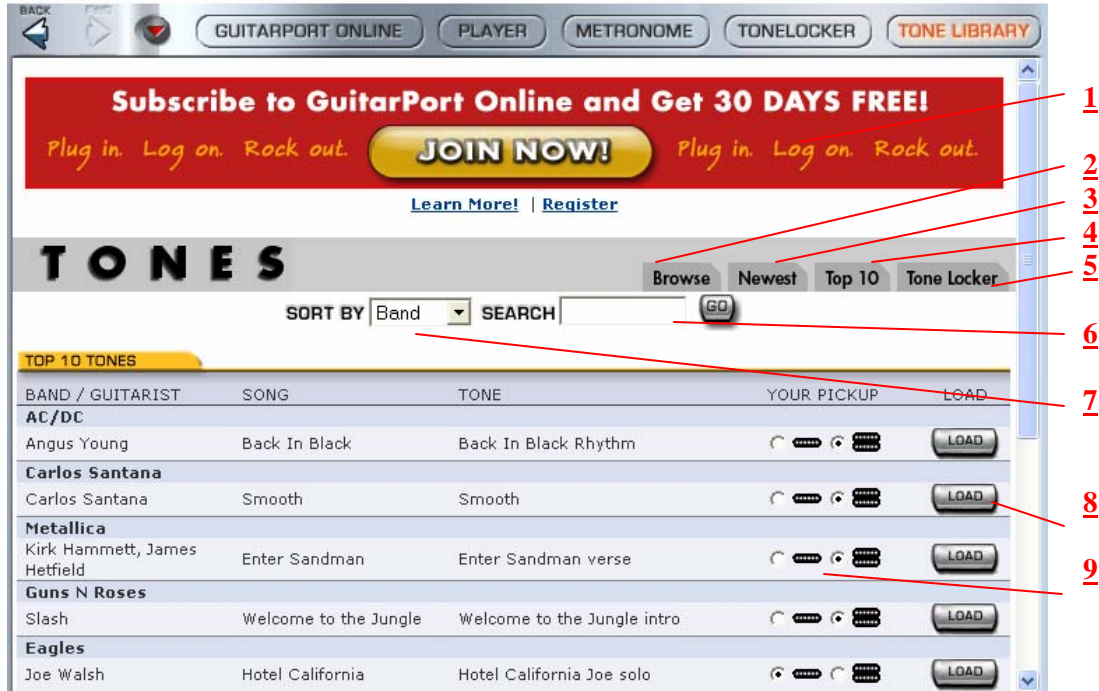 BACK FWD
GUITARPORT ONLINE PLAYER METRONOME TONELOCKER TONE LIBRARY
Subscribe to GuitarPort Online and Get 30 DAYS FREE!
1
Plug in. Log on. Rock out. JOIN NOW! Plug in. Log on. Rock out.
2
Learn More! | Register
3
4
TONES
5
Browse Newest Top 10 Tone Locker
SORT BY Band SEARCH GO
6
TOP 10 TONES
BAND / GUITARIST SONG TONE YOUR PICKUP LOAD
7
AC/DC
Angus Young Back In Black Back In Black Rhythm LOAD
Carlos Santana
Carlos Santana Smooth Smooth LOAD
8
Metallica
Kirk Hammett, James
Hetfield Enter Sandman Enter Sandman verse LOAD
9
Guns N Roses
Slash Welcome to the Jungle Welcome to the Jungle intro LOAD
Eagles
Joe Walsh Hotel California Hotel California Joe solo LOAD